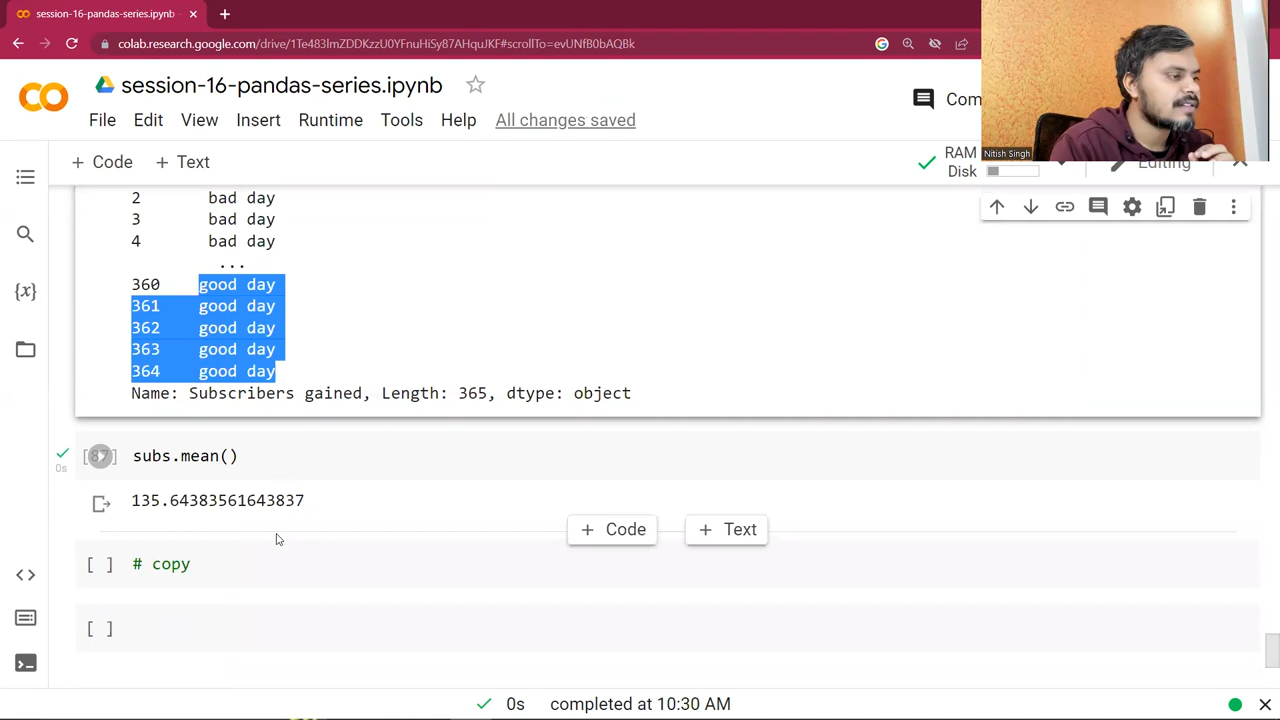 session-16-pandas-series.ipynb
colab.research.google.com/drive/1Te483lmZDDKzzU0YFnuHiSy87AHquJKF#scrollTo=evUNfB0bAQBk
session-16-pandas-series.ipynb
Com
File Edit View Insert Runtime Tools Help All changes saved
Nitish Singh
+ Code + Text
RAM
Disk
Editing
2 bad day
3 bad day
4 bad day
...
360 good day
361 good day
362 good day
363 good day
364 good day
Name: Subscribers gained, Length: 365, dtype: object
[87] subs.mean()
0s
135.64383561643837
+ Code + Text
[ ] # copy
[ ]
0s completed at 10:30 AM